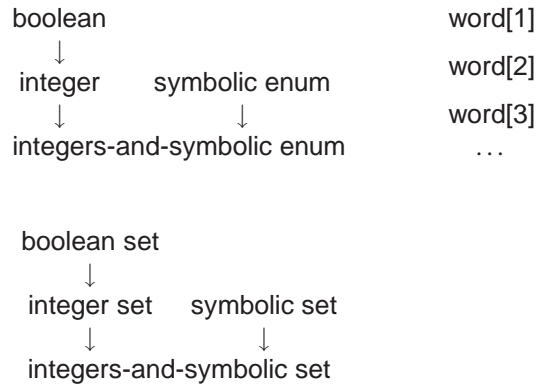 boolean word[1]
↓
integer symbolic enum word[2]
↓ ↓ word[3]
integers-and-symbolic enum ...
boolean set
↓
integer set symbolic set
↓ ↓
integers-and-symbolic set